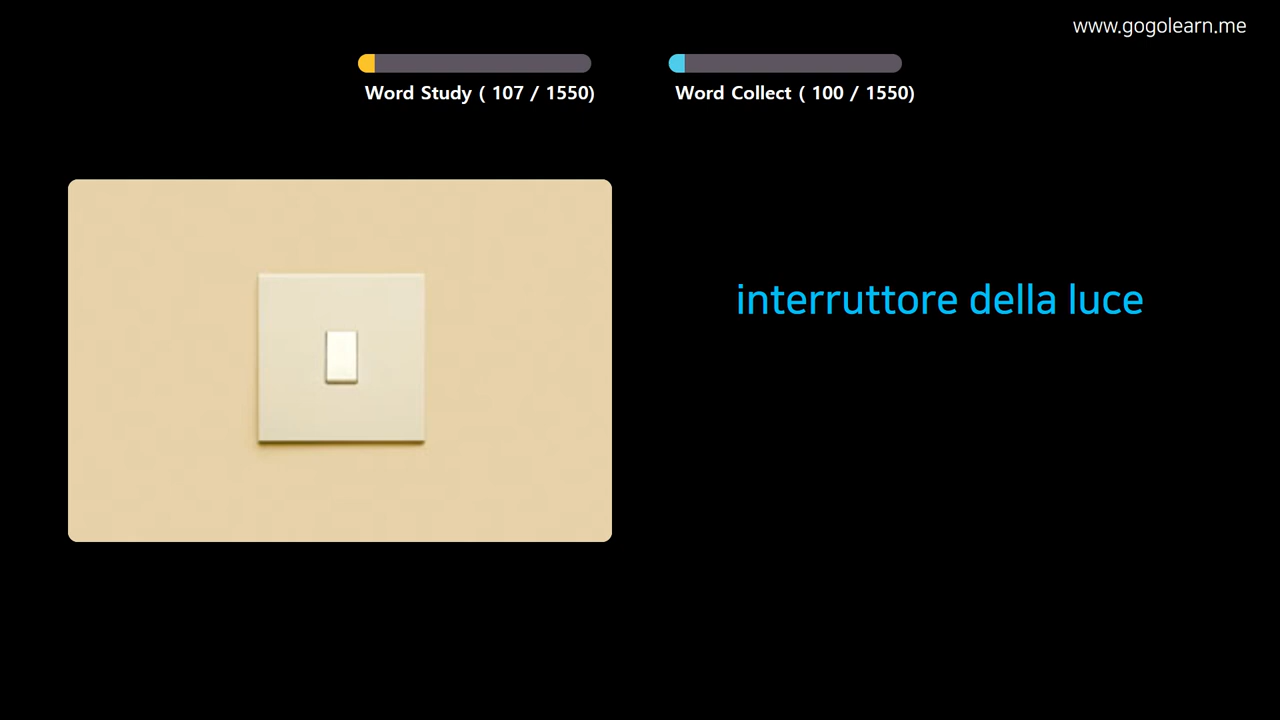 www.gogolearn.me
Word Study ( 107 / 1550)
Word Collect ( 100 / 1550)
interruttore della luce